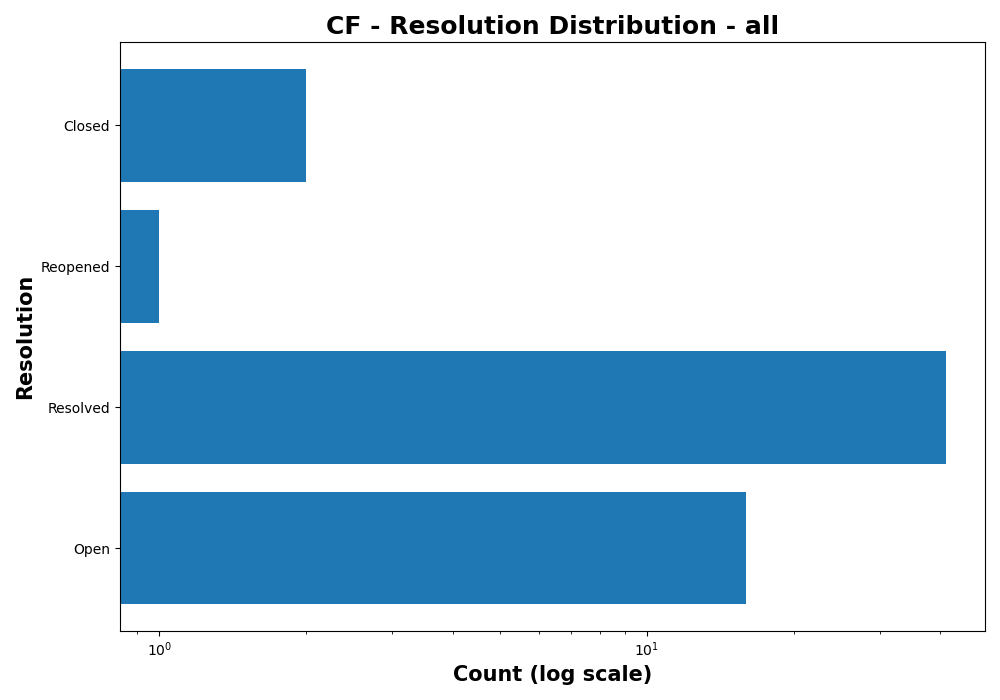 CF - Resolution Distribution - all
Resolution
Closed
Reopened
Resolved
Open
10⁰
10¹
Count (log scale)